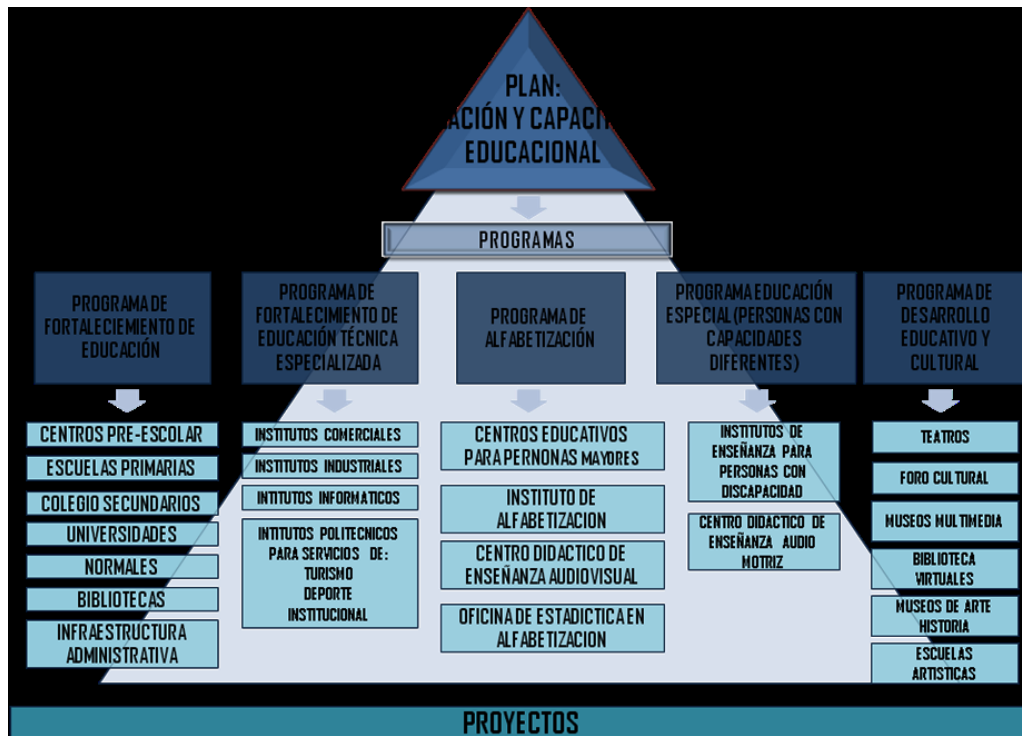 PLAN:
ACIÓN Y CAPACIT
EDUCACIONAL
PROGRAMAS
PROGRAMA DE
FORTALECIEMIENTO DE
EDUCACIÓN
PROGRAMA DE
FORTALECIMIENTO DE
EDUCACIÓN TÉCNICA
ESPECIALIZADA
PROGRAMA DE
ALFABETIZACIÓN
PROGRAMA EDUCACIÓN
ESPECIAL (PERSONAS CON
CAPACIDADES
DIFERENTES)
PROGRAMA DE
DESARROLLO
EDUCATIVO Y
CULTURAL
CENTROS PRE-ESCOLAR
ESCUELAS PRIMARIAS
COLEGIO SECUNDARIOS
UNIVERSIDADES
NORMALES
BIBLIOTECAS
INFRAESTRUCTURA
ADMINISTRATIVA
INSTITUTOS COMERCIALES
INSTITUTOS INDUSTRIALES
INTITUTOS INFORMATICOS
INTITUTOS POLITECNICOS
PARA SERVICIOS DE:
TURISMO
DEPORTE
INSTITUCIONAL
CENTROS EDUCATIVOS
PARA PERNONAS MAYORES
INSTITUTO DE
ALFABETIZACION
CENTRO DIDACTICO DE
ENSEÑANZA AUDIOVISUAL
OFICINA DE ESTADICTICA EN
ALFABETIZACION
INSTITUTOS DE
ENSEÑANZA PARA
PERSONAS CON
DISCAPACIDAD
CENTRO DIDÁCTICO DE
ENSEÑANZA AUDIO
MOTRIZ
TEATROS
FORO CULTURAL
MUSEOS MULTIMEDIA
BIBLIOTECA
VIRTUALES
MUSEOS DE ARTE
HISTORIA
ESCUELAS
ARTISTICAS
PROYECTOS